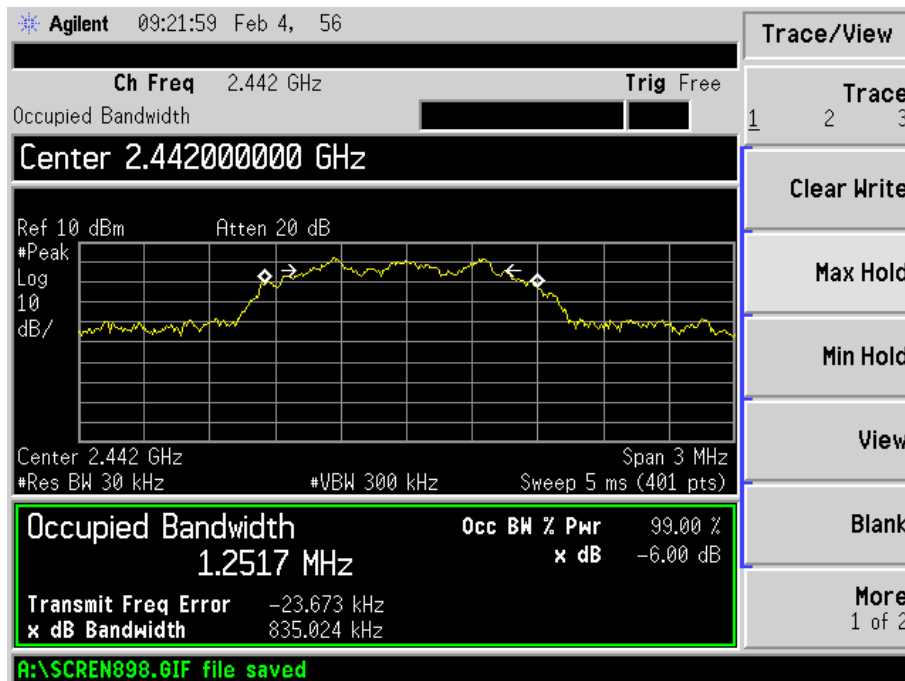 Agilent 09:21:59 Feb 4, 56
Trace/View
Ch Freq 2.442 GHz Trig Free
Occupied Bandwidth
Trace
1 2 3
Center 2.442000000 GHz
Clear Write
Ref 10 dBm Atten 20 dB
#Peak
Log
10
dB/
Max Hold
Min Hold
Center 2.442 GHz Span 3 MHz
#Res BW 30 kHz #VBW 300 kHz Sweep 5 ms (401 pts)
View
Occupied Bandwidth Occ BW % Pwr 99.00 %
1.2517 MHz x dB -6.00 dB
Blank
Transmit Freq Error -23.673 kHz
x dB Bandwidth 835.024 kHz
More
1 of 2
A:\SCREN898.GIF file saved